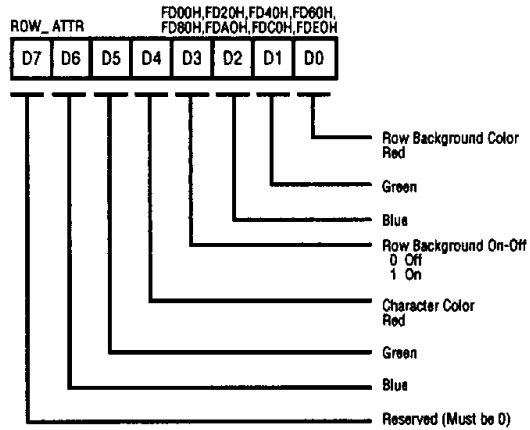 FD00H,FD20H,FD40H,FD60H,
ROW_ATTR FD80H,FDA0H,FDC0H,FDE0H
D7 D6 D5 D4 D3 D2 D1 D0
Row Background Color
Red
Green
Blue
Row Background On-Off
0 Off
1 On
Character Color
Red
Green
Blue
Reserved (Must be 0)